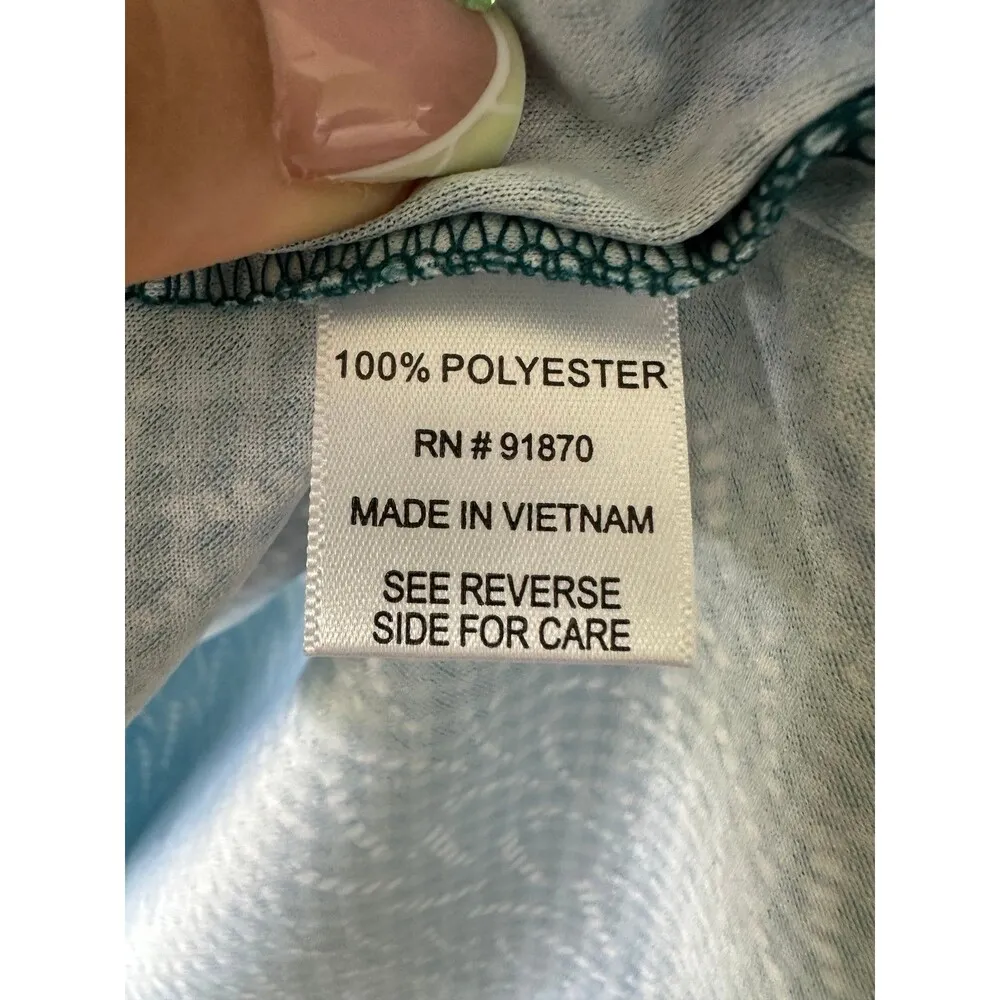 100% POLYESTER
RN # 91870
MADE IN VIETNAM
SEE REVERSE
SIDE FOR CARE